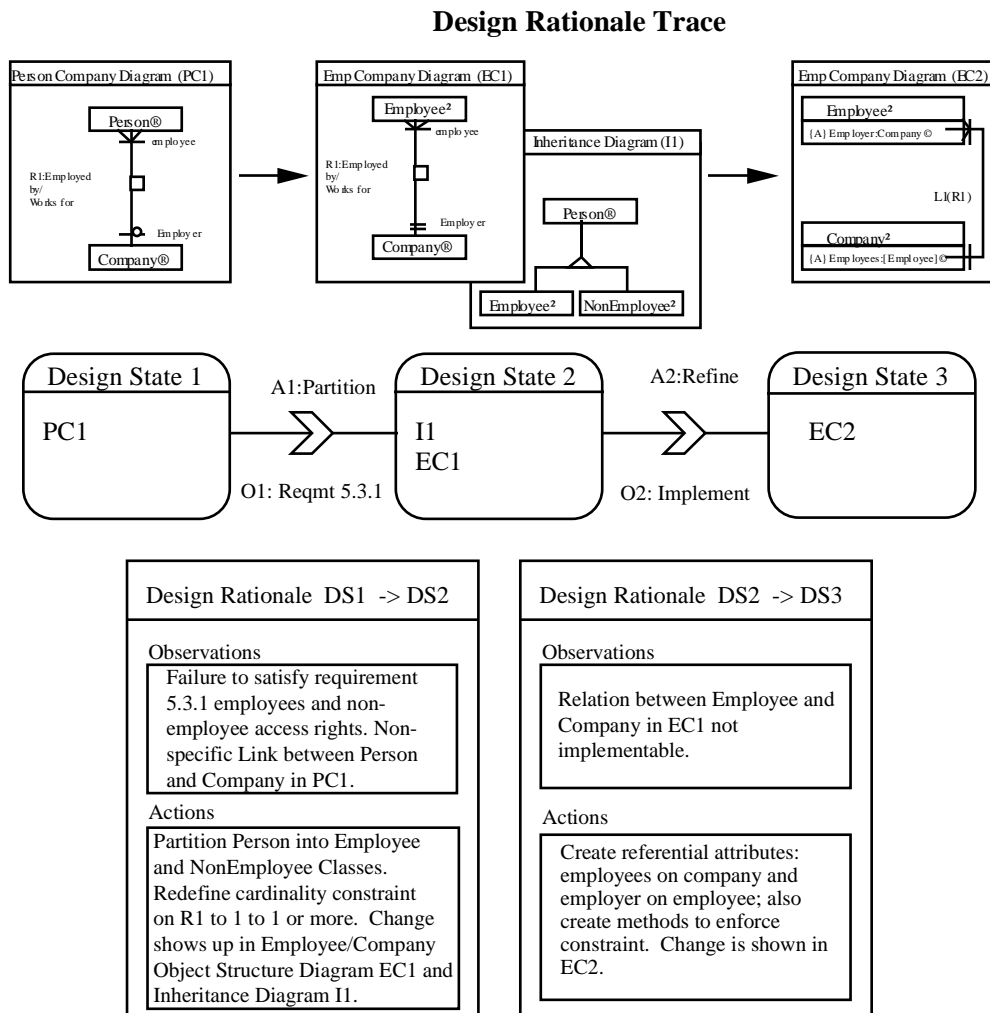 Design Rationale Trace
Person Company Diagram (PC1)
Person®
employee
R1:Employed
by/
Works for
Employer
Company®
Emp Company Diagram (EC1)
Employee²
employee
R1:Employed
by/
Works for
Employer
Company®
Inheritance Diagram (I1)
Person®
Employee²
NonEmployee²
Emp Company Diagram (EC2)
Employee²
{A} Employer:Company ©
L1(R1)
Company²
{A} Employees:[Employee]©
Design State 1
PC1
A1:Partition
O1: Reqmt 5.3.1
Design State 2
I1
EC1
A2:Refine
O2: Implement
Design State 3
EC2
Design Rationale DS1 -> DS2
Observations
Failure to satisfy requirement
5.3.1 employees and non-
employee access rights. Non-
specific Link between Person
and Company in PC1.
Actions
Partition Person into Employee
and NonEmployee Classes.
Redefine cardinality constraint
on R1 to 1 to 1 or more. Change
shows up in Employee/Company
Object Structure Diagram EC1 and
Inheritance Diagram I1.
Design Rationale DS2 -> DS3
Observations
Relation between Employee and
Company in EC1 not
implementable.
Actions
Create referential attributes:
employees on company and
employer on employee; also
create methods to enforce
constraint. Change is shown in
EC2.